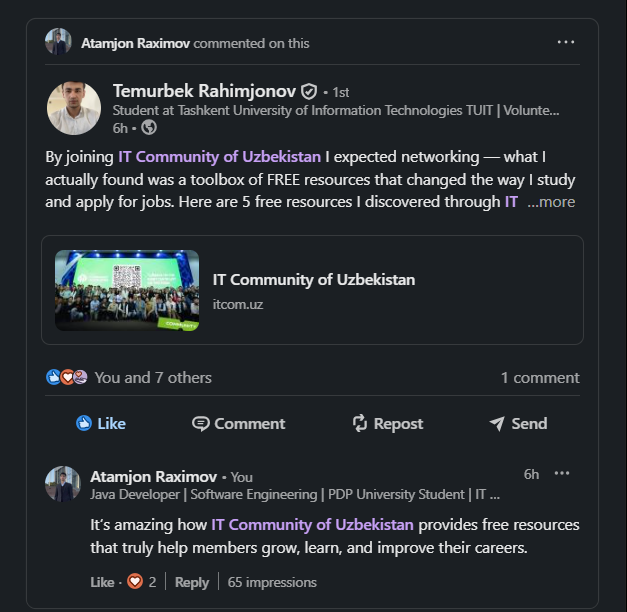 Atamjon Raximov commented on this
Temurbek Rahimjonov • 1st
Student at Tashkent University of Information Technologies TUIT | Volunte...
6h •
By joining IT Community of Uzbekistan I expected networking — what I
actually found was a toolbox of FREE resources that changed the way I study
and apply for jobs. Here are 5 free resources I discovered through IT ...more
IT Community of Uzbekistan
itcom.uz
COMMUNITY
You and 7 others
1 comment
Like
Comment
Repost
Send
Atamjon Raximov • You
6h
Java Developer | Software Engineering | PDP University Student | IT ...
It's amazing how IT Community of Uzbekistan provides free resources
that truly help members grow, learn, and improve their careers.
Like · 2 | Reply | 65 impressions